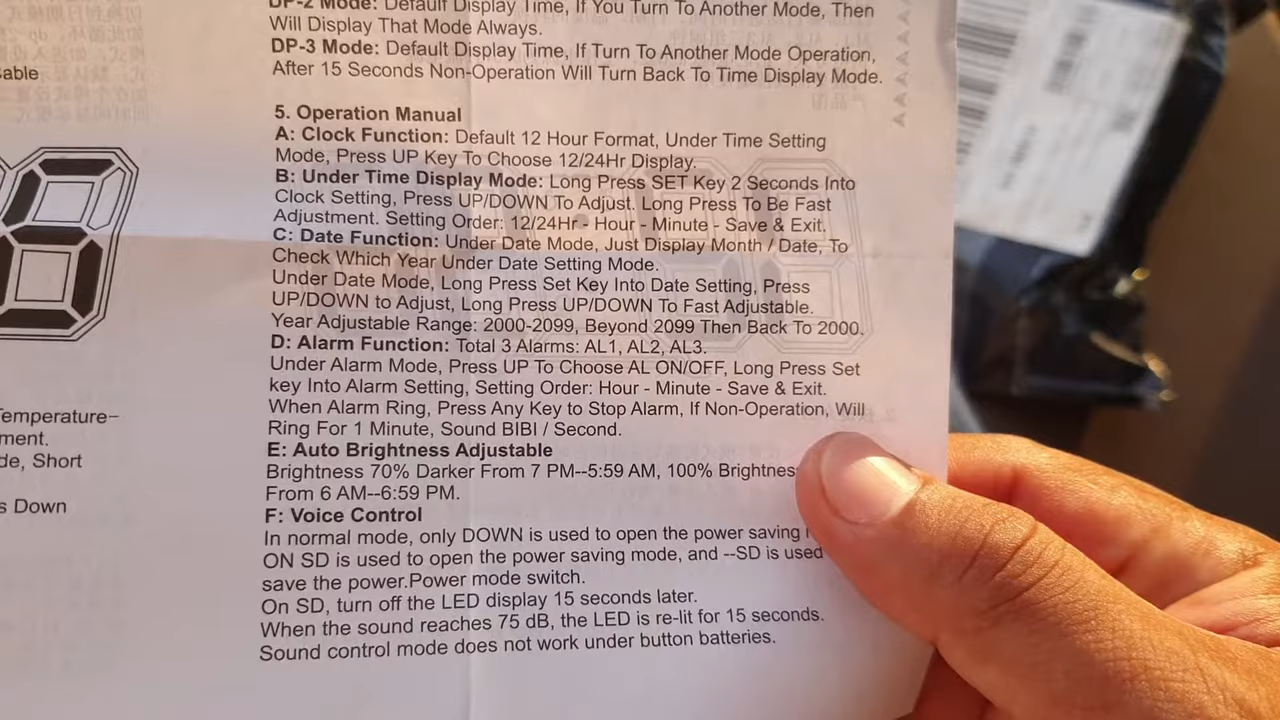 DP-2 Mode: Default Display Time, If You Turn To Another Mode, Then
Will Display That Mode Always.
DP-3 Mode: Default Display Time, If Turn To Another Mode Operation,
After 15 Seconds Non-Operation Will Turn Back To Time Display Mode.
5. Operation Manual
A: Clock Function: Default 12 Hour Format, Under Time Setting
Mode, Press UP Key To Choose 12/24Hr Display.
B: Under Time Display Mode: Long Press SET Key 2 Seconds Into
Clock Setting, Press UP/DOWN To Adjust. Long Press To Be Fast
Adjustment. Setting Order: 12/24Hr - Hour - Minute - Save & Exit.
C: Date Function: Under Date Mode, Just Display Month / Date, To
Check Which Year Under Date Setting Mode.
Under Date Mode, Long Press Set Key Into Date Setting, Press
UP/DOWN to Adjust, Long Press UP/DOWN To Fast Adjustable.
Year Adjustable Range: 2000-2099, Beyond 2099 Then Back To 2000.
D: Alarm Function: Total 3 Alarms: AL1, AL2, AL3.
Under Alarm Mode, Press UP To Choose AL ON/OFF, Long Press Set
key Into Alarm Setting, Setting Order: Hour - Minute - Save & Exit.
When Alarm Ring, Press Any Key to Stop Alarm, If Non-Operation, Will
Ring For 1 Minute, Sound BIBI / Second.
E: Auto Brightness Adjustable
Brightness 70% Darker From 7 PM--5:59 AM, 100% Brightnes
From 6 AM--6:59 PM.
F: Voice Control
In normal mode, only DOWN is used to open the power saving
ON SD is used to open the power saving mode, and --SD is used
save the power.Power mode switch.
On SD, turn off the LED display 15 seconds later.
When the sound reaches 75 dB, the LED is re-lit for 15 seconds.
Sound control mode does not work under button batteries.
able
Temperature–
ment.
de, Short
s Down